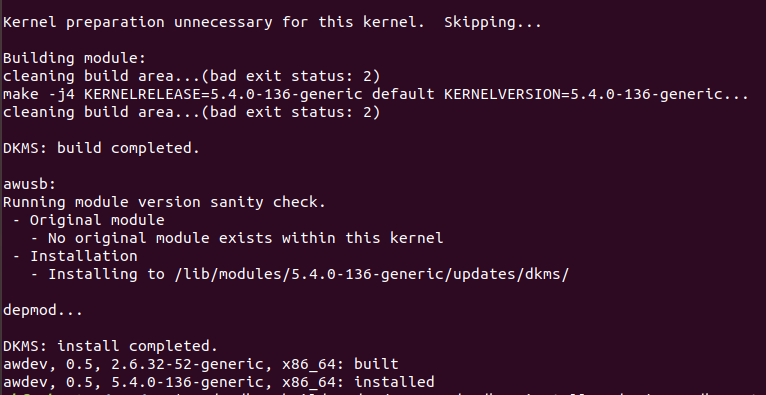 Kernel preparation unnecessary for this kernel.  Skipping...
Building module:
cleaning build area...(bad exit status: 2)
make -j4 KERNELRELEASE=5.4.0-136-generic default KERNELVERSION=5.4.0-136-generic...
cleaning build area...(bad exit status: 2)
DKMS: build completed.
awusb:
Running module version sanity check.
 - Original module
   - No original module exists within this kernel
 - Installation
   - Installing to /lib/modules/5.4.0-136-generic/updates/dkms/
depmod...
DKMS: install completed.
awdev, 0.5, 2.6.32-52-generic, x86_64: built
awdev, 0.5, 5.4.0-136-generic, x86_64: installed